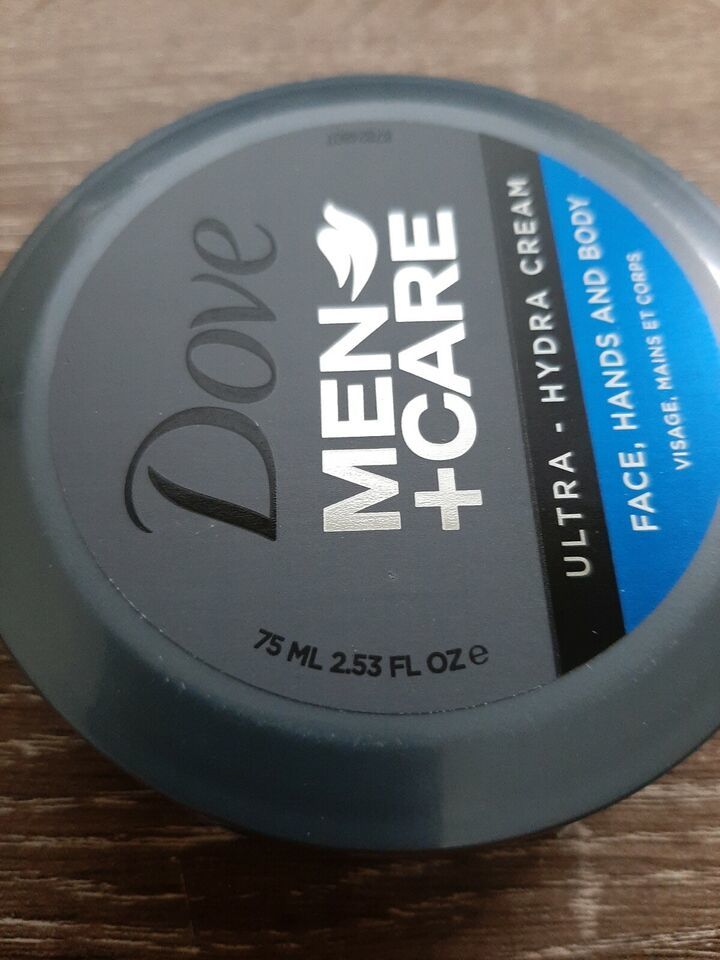 Dove
MEN
+CARE
ULTRA - HYDRA CREAM
FACE, HANDS AND BODY
VISAGE, MAINS ET CORPS
75 ML 2.53 FL OZ e